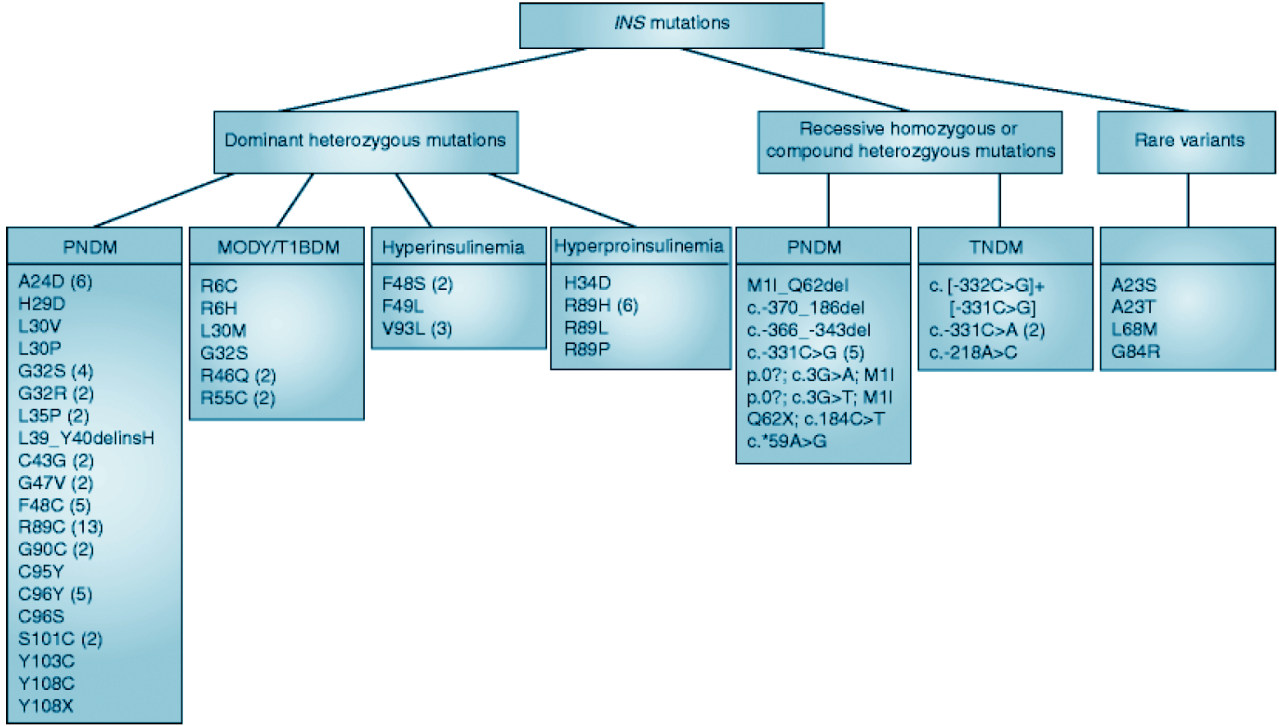 INS mutations
Dominant heterozygous mutations
Recessive homozygous or
compound heterozgyous mutations
Rare variants
PNDM
A24D (6)
H29D
L30V
L30P
G32S (4)
G32R (2)
L35P (2)
L39_Y40delinsH
C43G (2)
G47V (2)
F48C (5)
R89C (13)
G90C (2)
C95Y
C96Y (5)
C96S
S101C (2)
Y103C
Y108C
Y108X
MODY/T1BDM
R6C
R6H
L30M
G32S
R46Q (2)
R55C (2)
Hyperinsulinemia
F48S (2)
F49L
V93L (3)
Hyperproinsulinemia
H34D
R89H (6)
R89L
R89P
PNDM
M1I_Q62del
c.-370_186del
c.-366_-343del
c.-331C>G (5)
p.0?; c.3G>A; M1I
p.0?; c.3G>T; M1I
Q62X; c.184C>T
c.*59A>G
TNDM
c. [-332C>G]+
[-331C>G]
c.-331C>A (2)
c.-218A>C
A23S
A23T
L68M
G84R